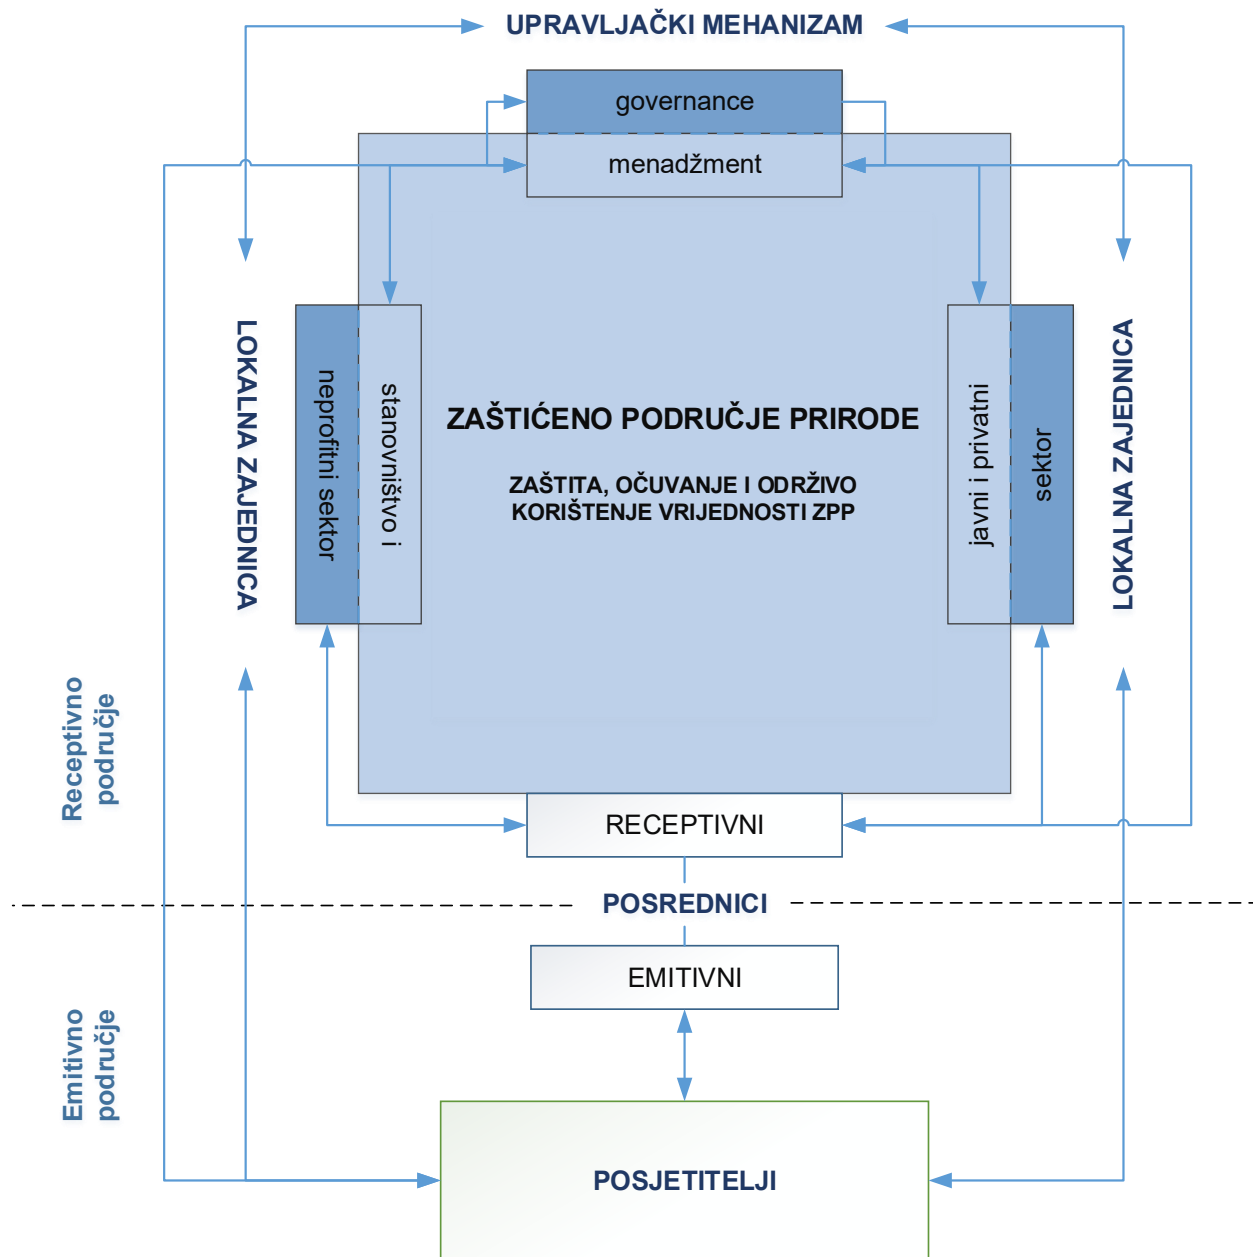 UPRAVLJAČKI MEHANIZAM
governance
menadžment
LOKALNA ZAJEDNICA
neprofitni sektor
stanovništvo i
ZAŠTIĆENO PODRUČJE PRIRODE
ZAŠTITA, OČUVANJE I ODRŽIVO
KORIŠTENJE VRIJEDNOSTI ZPP
javni i privatni
sektor
LOKALNA ZAJEDNICA
Receptivno
područje
RECEPTIVNI
POSREDNICI
EMITIVNI
Emitivno
područje
POSJETITELJI